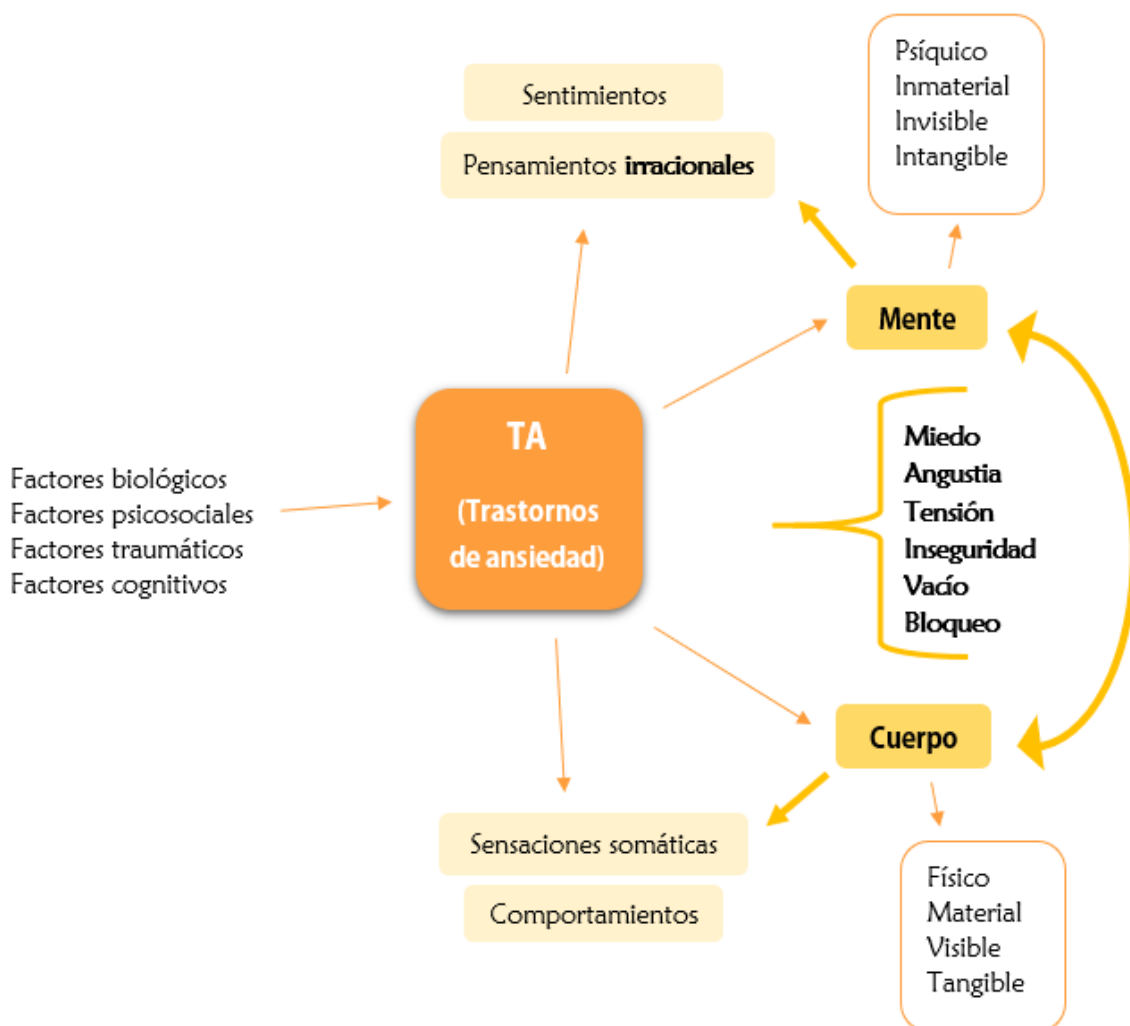 Psíquico
Inmaterial
Invisible
Intangible
Sentimientos
Pensamientos irracionales
Mente
TA
(Trastornos
de ansiedad)
Factores biológicos
Factores psicosociales
Factores traumáticos
Factores cognitivos
Miedo
Angustia
Tensión
Inseguridad
Vacío
Bloqueo
Cuerpo
Sensaciones somáticas
Comportamientos
Físico
Material
Visible
Tangible